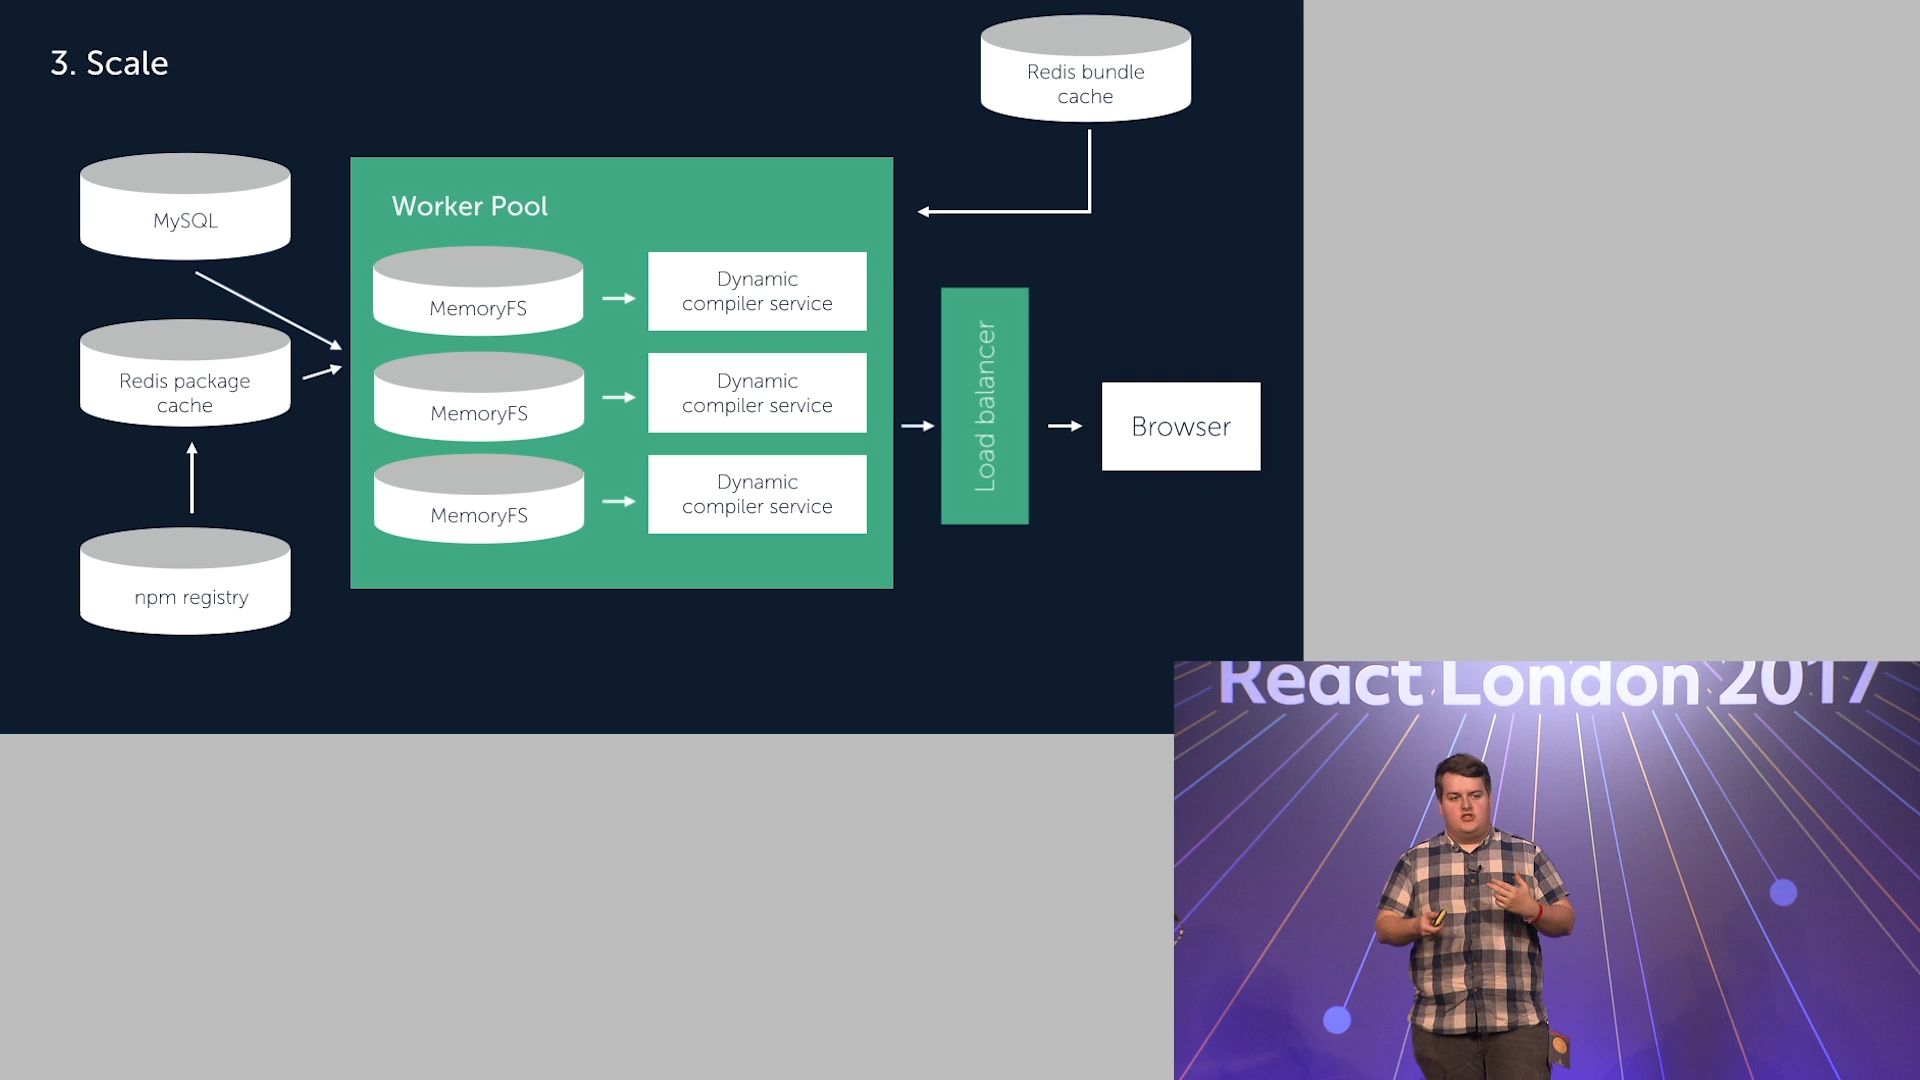 3. Scale
Redis bundle
cache
MySQL
Worker Pool
MemoryFS
Dynamic
compiler service
Redis package
cache
MemoryFS
Dynamic
compiler service
Load balancer
Browser
MemoryFS
Dynamic
compiler service
npm registry
React London 2017